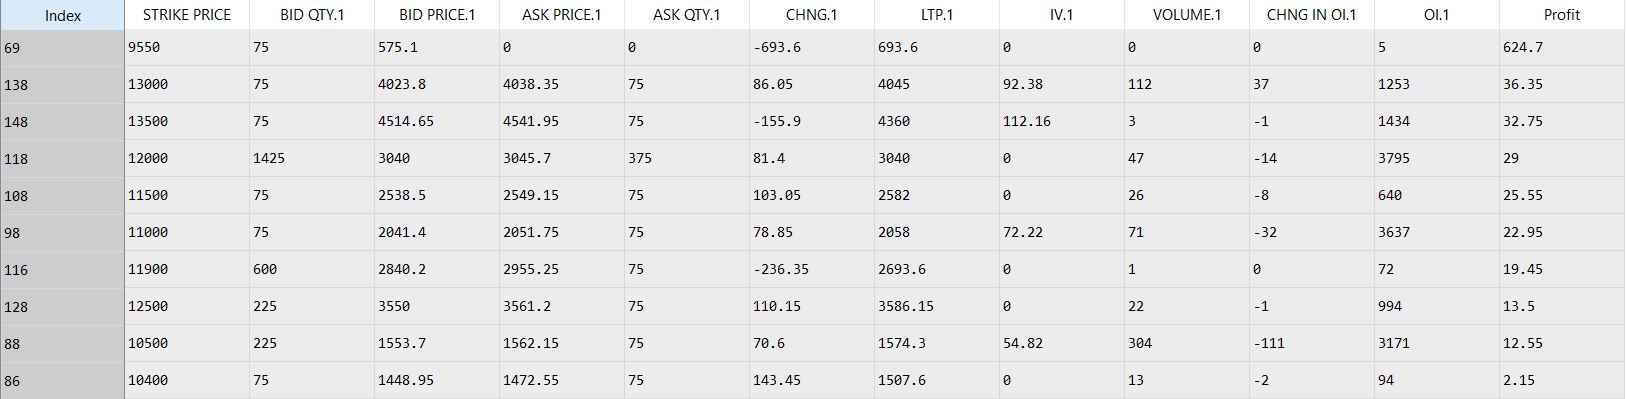 Index STRIKE PRICE BID QTY.1 BID PRICE.1 ASK PRICE.1 ASK QTY.1 CHNG.1 LTP.1 IV.1 VOLUME.1 CHNG IN OI.1 OI.1 Profit
69 9550 75 575.1 0 0 -693.6 693.6 0 0 0 5 624.7
138 13000 75 4023.8 4038.35 75 86.05 4045 92.38 112 37 1253 36.35
148 13500 75 4514.65 4541.95 75 -155.9 4360 112.16 3 -1 1434 32.75
118 12000 1425 3040 3045.7 375 81.4 3040 0 47 -14 3795 29
108 11500 75 2538.5 2549.15 75 103.05 2582 0 26 -8 640 25.55
98 11000 75 2041.4 2051.75 75 78.85 2058 72.22 71 -32 3637 22.95
116 11900 600 2840.2 2955.25 75 -236.35 2693.6 0 1 0 72 19.45
128 12500 225 3550 3561.2 75 110.15 3586.15 0 22 -1 994 13.5
88 10500 225 1553.7 1562.15 75 70.6 1574.3 54.82 304 -111 3171 12.55
86 10400 75 1448.95 1472.55 75 143.45 1507.6 0 13 -2 94 2.15